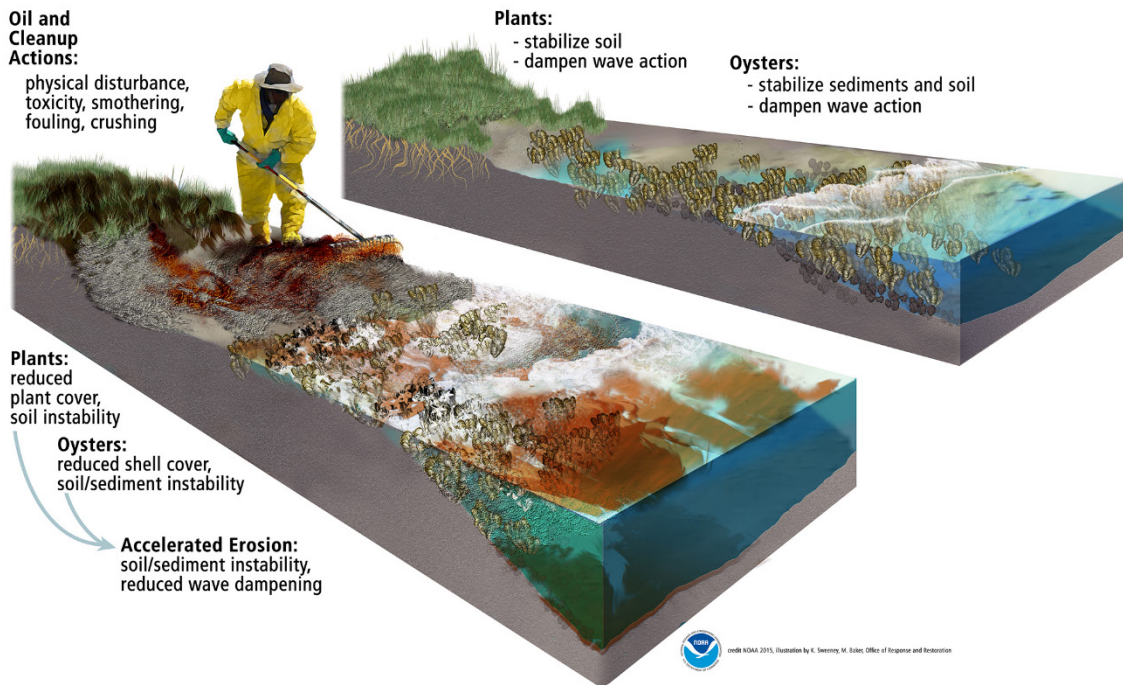 Oil and
Cleanup
Actions:
physical disturbance,
toxicity, smothering,
fouling, crushing
Plants:
- stabilize soil
- dampen wave action
Oysters:
- stabilize sediments and soil
- dampen wave action
Plants:
reduced
plant cover,
soil instability
Oysters:
reduced shell cover,
soil/sediment instability
Accelerated Erosion:
soil/sediment instability,
reduced wave dampening
NOAA
credit NOAA 2015, illustration by K. Sweeney, M. Baker, Office of Response and Restoration